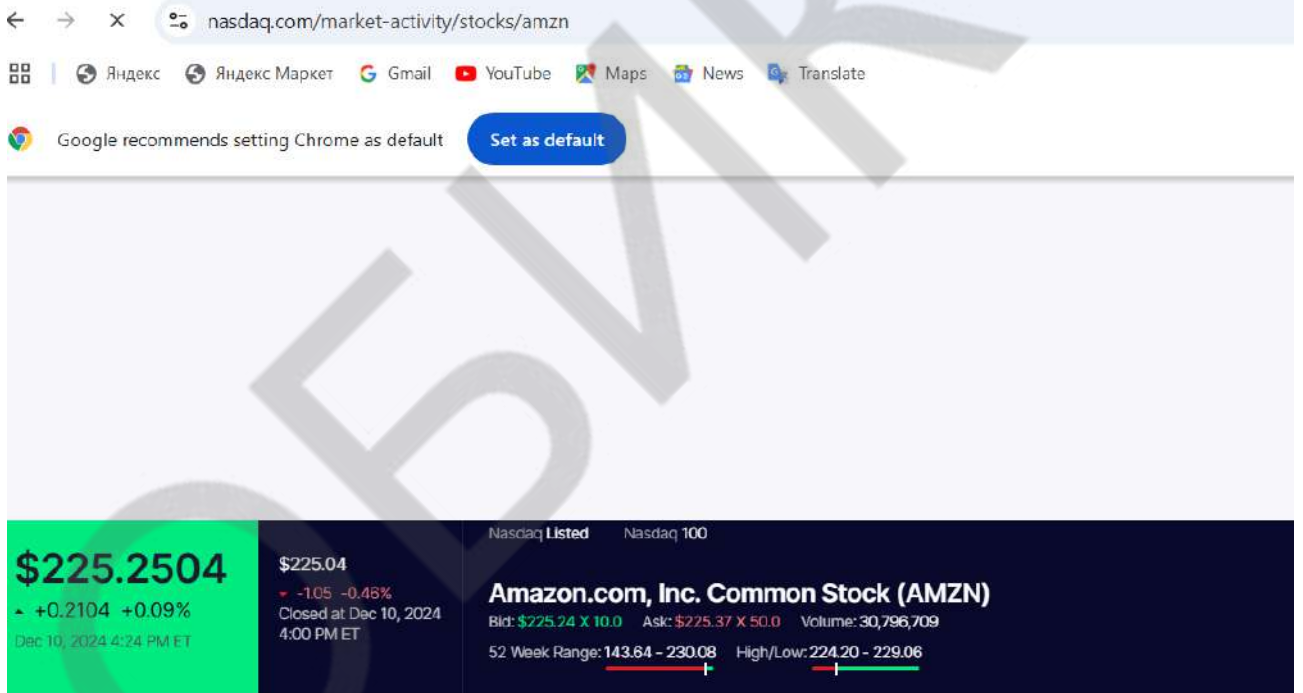 nasdaq.com/market-activity/stocks/amzn
Яндекс Яндекс Маркет Gmail YouTube Maps News Translate
Google recommends setting Chrome as default Set as default
ОБИК
$225.2504
+0.2104 +0.09%
Dec 10, 2024 4:24 PM ET
$225.04
-1.05 -0.46%
Closed at Dec 10, 2024
4:00 PM ET
Nasdaq Listed Nasdaq 100
Amazon.com, Inc. Common Stock (AMZN)
Bid: $225.24 X 10.0 Ask: $225.37 X 50.0 Volume: 30,796,709
52 Week Range: 143.64 - 230.08 High/Low: 224.20 - 229.06